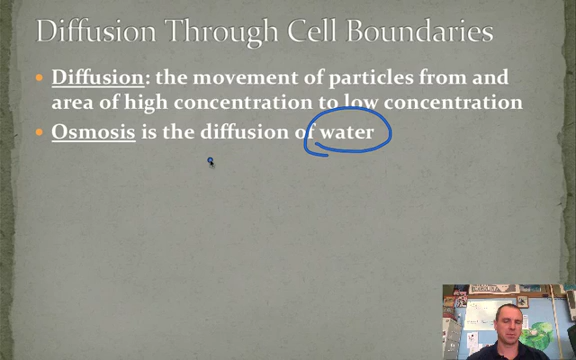 Diffusion Through Cell Boundaries
Diffusion: the movement of particles from and
area of high concentration to low concentration
Osmosis is the diffusion of water